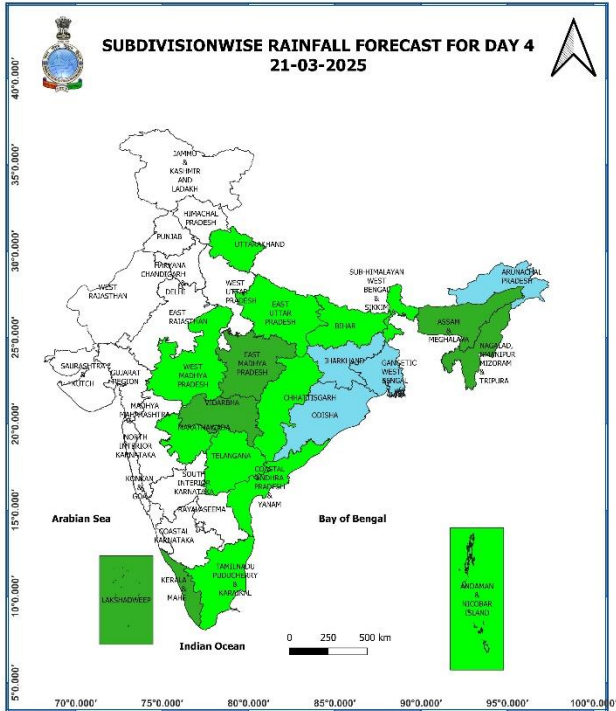 SUBDIVISIONWISE RAINFALL FORECAST FOR DAY 4
21-03-2025
40°0.000'
35°0.000'
30°0.000'
25°0.000'
20°0.000'
15°0.000'
10°0.000'
5°0.000'
JAMMU
&
KASHMIR
AND
LADAKH
HIMACHAL
PRADESH
PUNJAB
UTTARAKHAND
HARYANA
CHANDIGARH
&
DELHI
WEST
RAJASTHAN
WEST
UTTAR
PRADESH
EAST
RAJASTHAN
EAST
UTTAR
PRADESH
SUB-HIMALAYAN
WEST
BENGAL
&
SIKKIM
ARUNACHAL
PRADESH
BIHAR
ASSAM
&
MEGHALAYA
NAGALAD,
MANIPUR
MIZORAM
&
TRIPURA
SAURASHTRA
&
KUTCH
GUJARAT
REGION
WEST
MADHYA
PRADESH
EAST
MADHYA
PRADESH
JHARKHAND
GANGETIC
WEST
BENGAL
CHHATTISGARH
ODISHA
MADHYA
MAHARASHTRA
VIDARBHA
MARATHAWADA
NORTH
INTERIOR
KARNATAKA
TELANGANA
KONKAN
&
GOA
SOUTH
INTERIOR
KARNATAKA
COASTAL
ANDHRA
PRADESH
&
YANAM
RAYALASEEMA
COASTAL
KARNATAKA
Arabian Sea
Bay of Bengal
LAKSHADWEEP
KERALA
&
MAHE
TAMILNADU
PUDUCHERRY
&
KARAIKAL
ANDAMAN
&
NICOBAR
ISLAND
Indian Ocean
0 250 500 km
70°0.000' 75°0.000' 80°0.000' 85°0.000' 90°0.000' 95°0.000' 100°0.000'